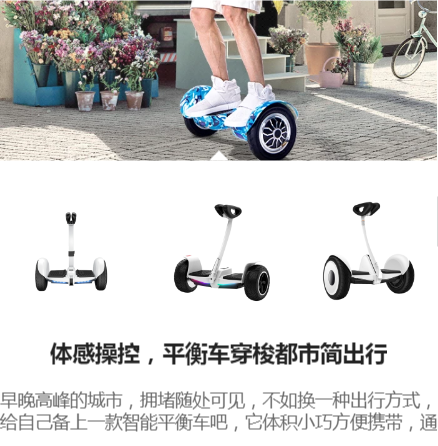 体感操控，平衡车穿梭都市简出行
早晚高峰的城市，拥堵随处可见，不如换一种出行方式，
给自己备上一款智能平衡车吧，它体积小巧方便携带，通